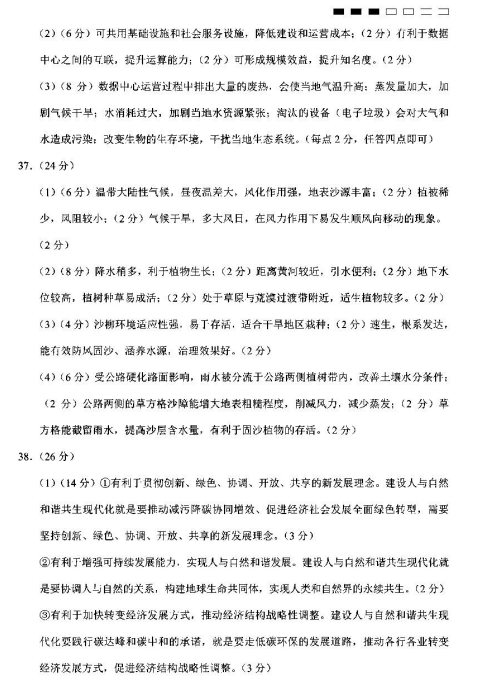 (2)(6 分)可共用基础设施和社会服务设施，降低建设和运营成本；(2 分)有利于数据
中心之间的互联，提升运算能力；(2 分)可形成规模效益，提升知名度。(2 分)
(3)(8 分)数据中心运营过程中排出大量的废热，会使当地气温升高；蒸发量加大，加
剧气候干旱；水消耗过大，加剧当地水资源紧张；淘汰的设备（电子垃圾）会对大气和
水造成污染；改变生物的生存环境，干扰当地生态系统。(每点 2 分，任答四点即可)
37.(24 分)
(1)(6 分)温带大陆性气候，昼夜温差大，风化作用强，地表沙源丰富；(2 分)植被稀
少，风阻较小；(2 分)气候干旱，多大风日，在风力作用下易发生顺风向移动的现象。
(2 分)
(2)(8 分)降水稍多，利于植物生长；(2 分)距离黄河较近，引水便利；(2 分)地下水
位较高，植树种草易成活；(2 分)处于草原与荒漠过渡带附近，适生植物较多。(2 分)
(3)(4 分)沙柳环境适应性强，易于存活，适合干旱地区栽种；(2 分)速生，根系发达，
能有效防风固沙、涵养水源，治理效果好。(2 分)
(4)(6 分)受公路硬化路面影响，雨水被分流于公路两侧植树带内，改善土壤水分条件；
(2 分)公路两侧的草方格沙障能增大地表粗糙程度，削减风力，减少蒸发；(2 分)草
方格能截留雨水，提高沙层含水量，有利于固沙植物的存活。(2 分)
38.(26 分)
(1)(14 分)①有利于贯彻创新、绿色、协调、开放、共享的新发展理念。建设人与自然
和谐共生现代化就是要推动减污降碳协同增效、促进经济社会发展全面绿色转型，需要
坚持创新、绿色、协调、开放、共享的新发展理念。(3 分)
②有利于增强可持续发展能力，实现人与自然和谐发展。建设人与自然和谐共生现代化就
是要协调人与自然的关系，构建地球生命共同体，实现人类和自然界的永续共生。(2 分)
③有利于加快转变经济发展方式，推动经济结构战略性调整。建设人与自然和谐共生现
代化要践行碳达峰和碳中和的承诺，就是要走低碳环保的发展道路，推动各行各业转变
经济发展方式，促进经济结构战略性调整。(3 分)